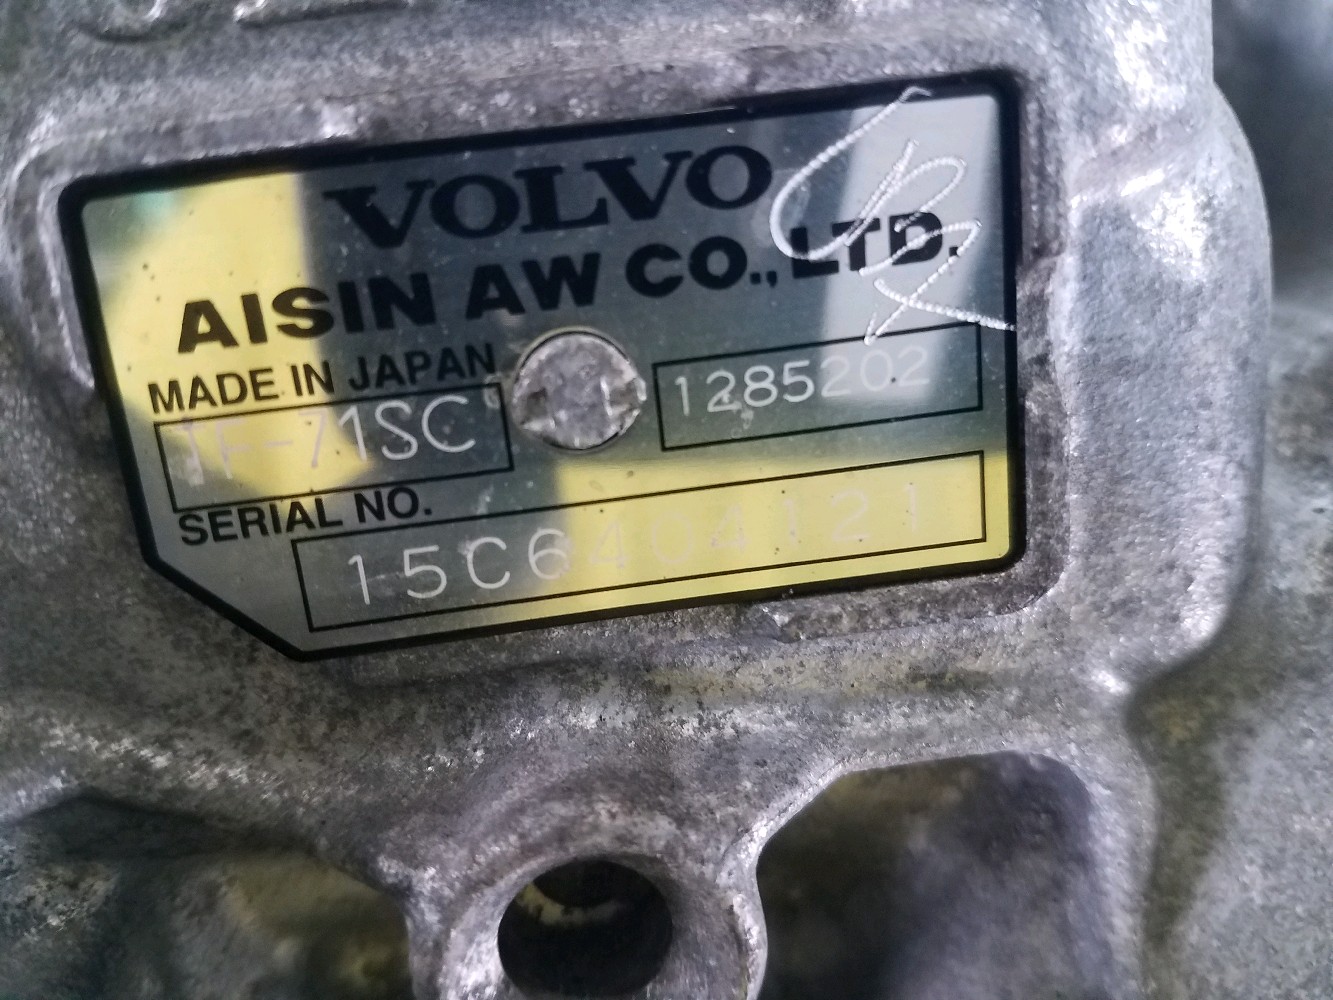 VOLVO
AISIN AW CO., LTD.
MADE IN JAPAN
TF-71SC 1285202
SERIAL NO.
15C6404121